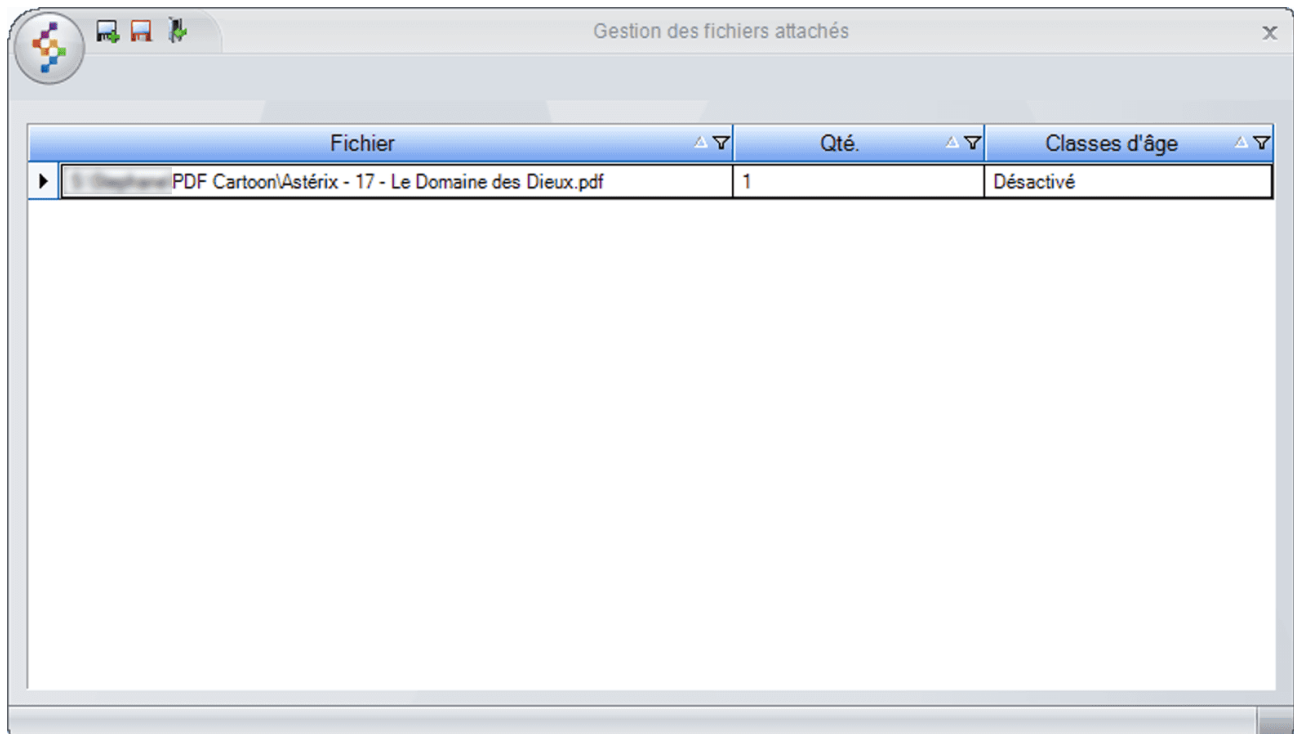 Gestion des fichiers attachés
Fichier Qté. Classes d'âge
PDF Cartoon\Astérix - 17 - Le Domaine des Dieux.pdf 1 Désactivé